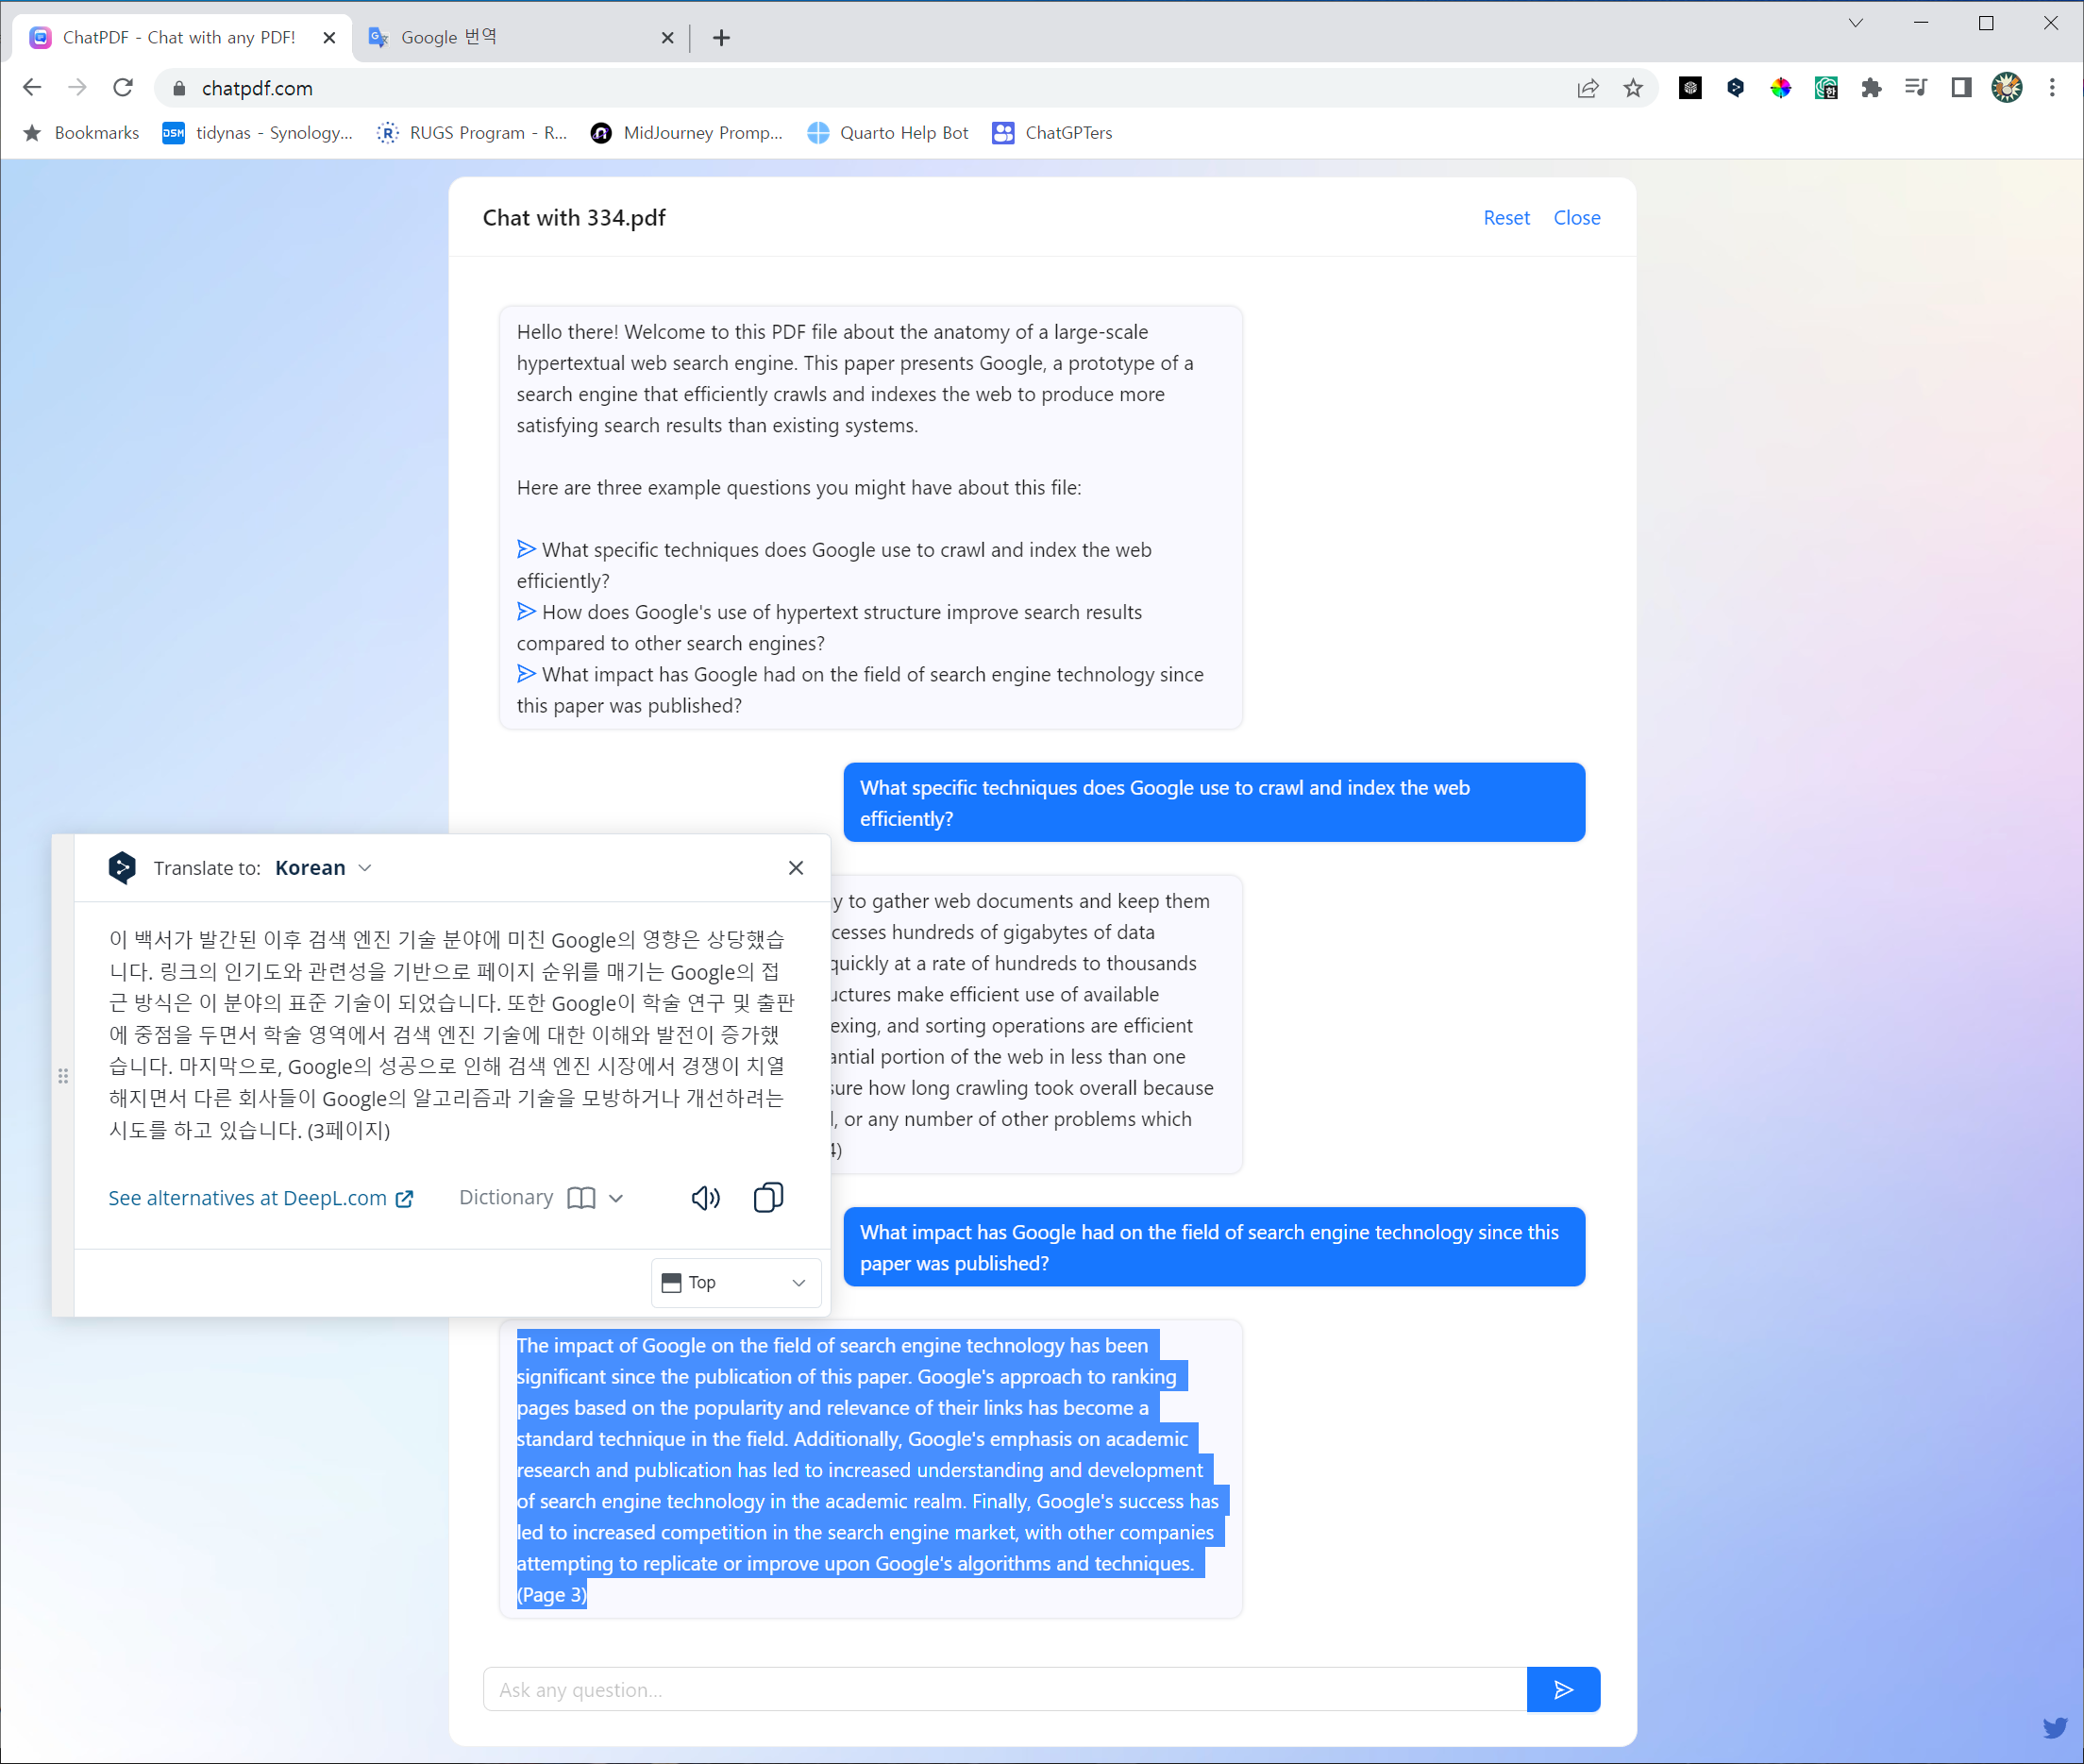 ChatPDF - Chat with any PDF!
Google 번역
chatpdf.com
Bookmarks
DSM
tidynas - Synology...
R
RUGS Program - R...
MidJourney Promp...
Quarto Help Bot
ChatGPTers
Chat with 334.pdf
Reset
Close
Hello there! Welcome to this PDF file about the anatomy of a large-scale
hypertextual web search engine. This paper presents Google, a prototype of a
search engine that efficiently crawls and indexes the web to produce more
satisfying search results than existing systems.
Here are three example questions you might have about this file:
What specific techniques does Google use to crawl and index the web
efficiently?
How does Google's use of hypertext structure improve search results
compared to other search engines?
What impact has Google had on the field of search engine technology since
this paper was published?
What specific techniques does Google use to crawl and index the web
efficiently?
Translate to: Korean
이 백서가 발간된 이후 검색 엔진 기술 분야에 미친 Google의 영향은 상당했습
니다. 링크의 인기도와 관련성을 기반으로 페이지 순위를 매기는 Google의 접
근 방식은 이 분야의 표준 기술이 되었습니다. 또한 Google이 학술 연구 및 출판
에 중점을 두면서 학술 영역에서 검색 엔진 기술에 대한 이해와 발전이 증가했
습니다. 마지막으로, Google의 성공으로 인해 검색 엔진 시장에서 경쟁이 치열
해지면서 다른 회사들이 Google의 알고리즘과 기술을 모방하거나 개선하려는
시도를 하고 있습니다. (3페이지)
See alternatives at DeepL.com
Dictionary
Top
to gather web documents and keep them
hundreds of gigabytes of data
quickly at a rate of hundreds to thousands
make efficient use of available
and sorting operations are efficient
portion of the web in less than one
how long crawling took overall because
or any number of other problems which
What impact has Google had on the field of search engine technology since this
paper was published?
The impact of Google on the field of search engine technology has been
significant since the publication of this paper. Google's approach to ranking
pages based on the popularity and relevance of their links has become a
standard technique in the field. Additionally, Google's emphasis on academic
research and publication has led to increased understanding and development
of search engine technology in the academic realm. Finally, Google's success has
led to increased competition in the search engine market, with other companies
attempting to replicate or improve upon Google's algorithms and techniques.
(Page 3)
Ask any question...